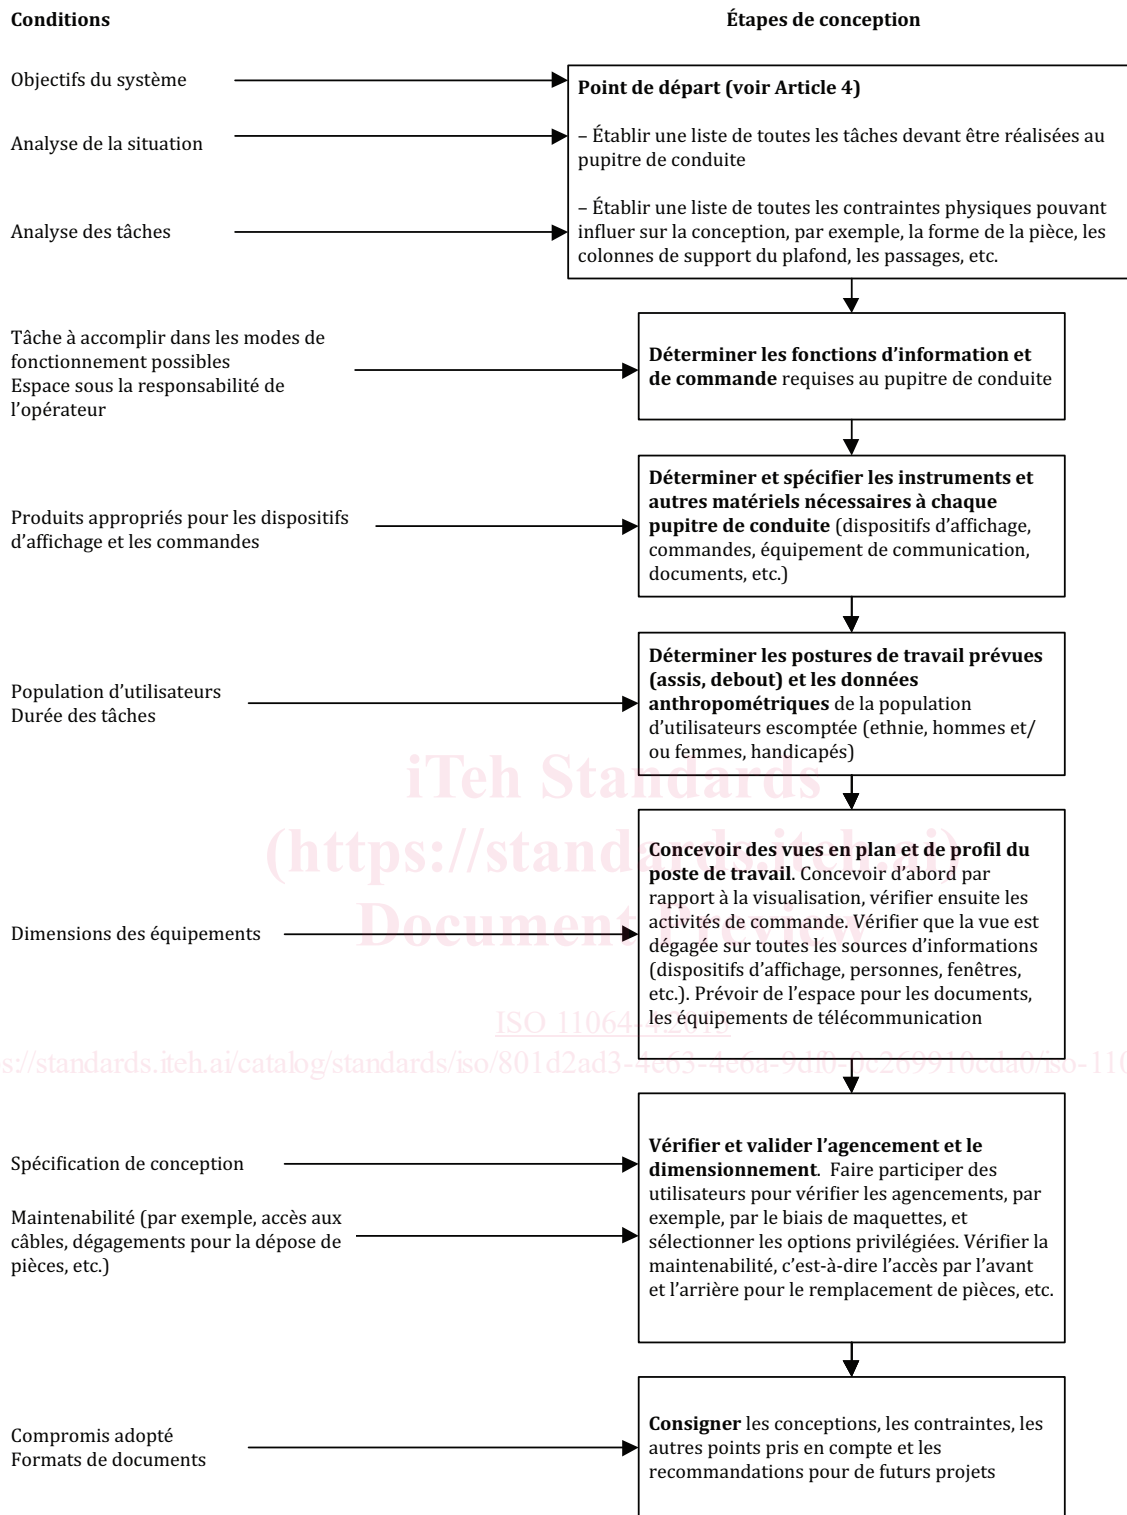 Conditions
Étapes de conception
Objectifs du système
Point de départ (voir Article 4)
Analyse de la situation
– Établir une liste de toutes les tâches devant être réalisées au
pupitre de conduite
Analyse des tâches
– Établir une liste de toutes les contraintes physiques pouvant
influer sur la conception, par exemple, la forme de la pièce, les
colonnes de support du plafond, les passages, etc.
Tâche à accomplir dans les modes de
fonctionnement possibles
Espace sous la responsabilité de
l’opérateur
Déterminer les fonctions d’information et
de commande requises au pupitre de conduite
Produits appropriés pour les dispositifs
d’affichage et les commandes
Déterminer et spécifier les instruments et
autres matériels nécessaires à chaque
pupitre de conduite (dispositifs d’affichage,
commandes, équipement de communication,
documents, etc.)
Population d’utilisateurs
Durée des tâches
Déterminer les postures de travail prévues
(assis, debout) et les données
anthropométriques de la population
d’utilisateurs escomptée (ethnie, hommes et/
ou femmes, handicapés)
iTeh Standards
(https://standards.iteh.ai)
Document Preview
Dimensions des équipements
Concevoir des vues en plan et de profil du
poste de travail. Concevoir d’abord par
rapport à la visualisation, vérifier ensuite les
activités de commande. Vérifier que la vue est
dégagée sur toutes les sources d’informations
(dispositifs d’affichage, personnes, fenêtres,
etc.). Prévoir de l’espace pour les documents,
les équipements de télécommunication
ISO 11064-4:2013
s://standards.iteh.ai/catalog/standards/iso/801d2ad3-4c63-4e6a-9df0-0c269910cda0/iso-110
Spécification de conception
Maintenabilité (par exemple, accès aux
câbles, dégagements pour la dépose de
pièces, etc.)
Vérifier et valider l’agencement et le
dimensionnement. Faire participer des
utilisateurs pour vérifier les agencements, par
exemple, par le biais de maquettes, et
sélectionner les options privilégiées. Vérifier la
maintenabilité, c’est-à-dire l’accès par l’avant
et l’arrière pour le remplacement de pièces, etc.
Compromis adopté
Formats de documents
Consigner les conceptions, les contraintes, les
autres points pris en compte et les
recommandations pour de futurs projets